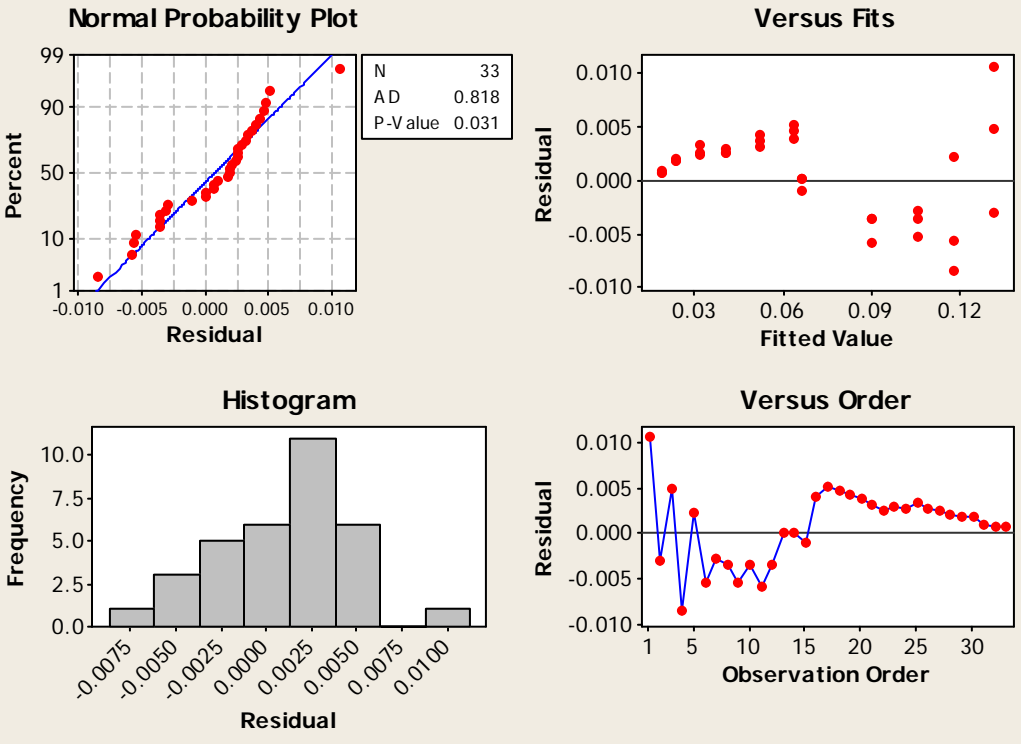 Normal Probability Plot
99
90
50
10
1
Percent
-0.010 -0.005 0.000 0.005 0.010
Residual
N 33
AD 0.818
P-Value 0.031
Versus Fits
0.010
0.005
0.000
-0.005
-0.010
Residual
0.03 0.06 0.09 0.12
Fitted Value
Histogram
10.0
7.5
5.0
2.5
0.0
Frequency
-0.0075 -0.0050 -0.0025 0.0000 0.0025 0.0050 0.0075 0.0100
Residual
Versus Order
0.010
0.005
0.000
-0.005
-0.010
Residual
1 5 10 15 20 25 30
Observation Order